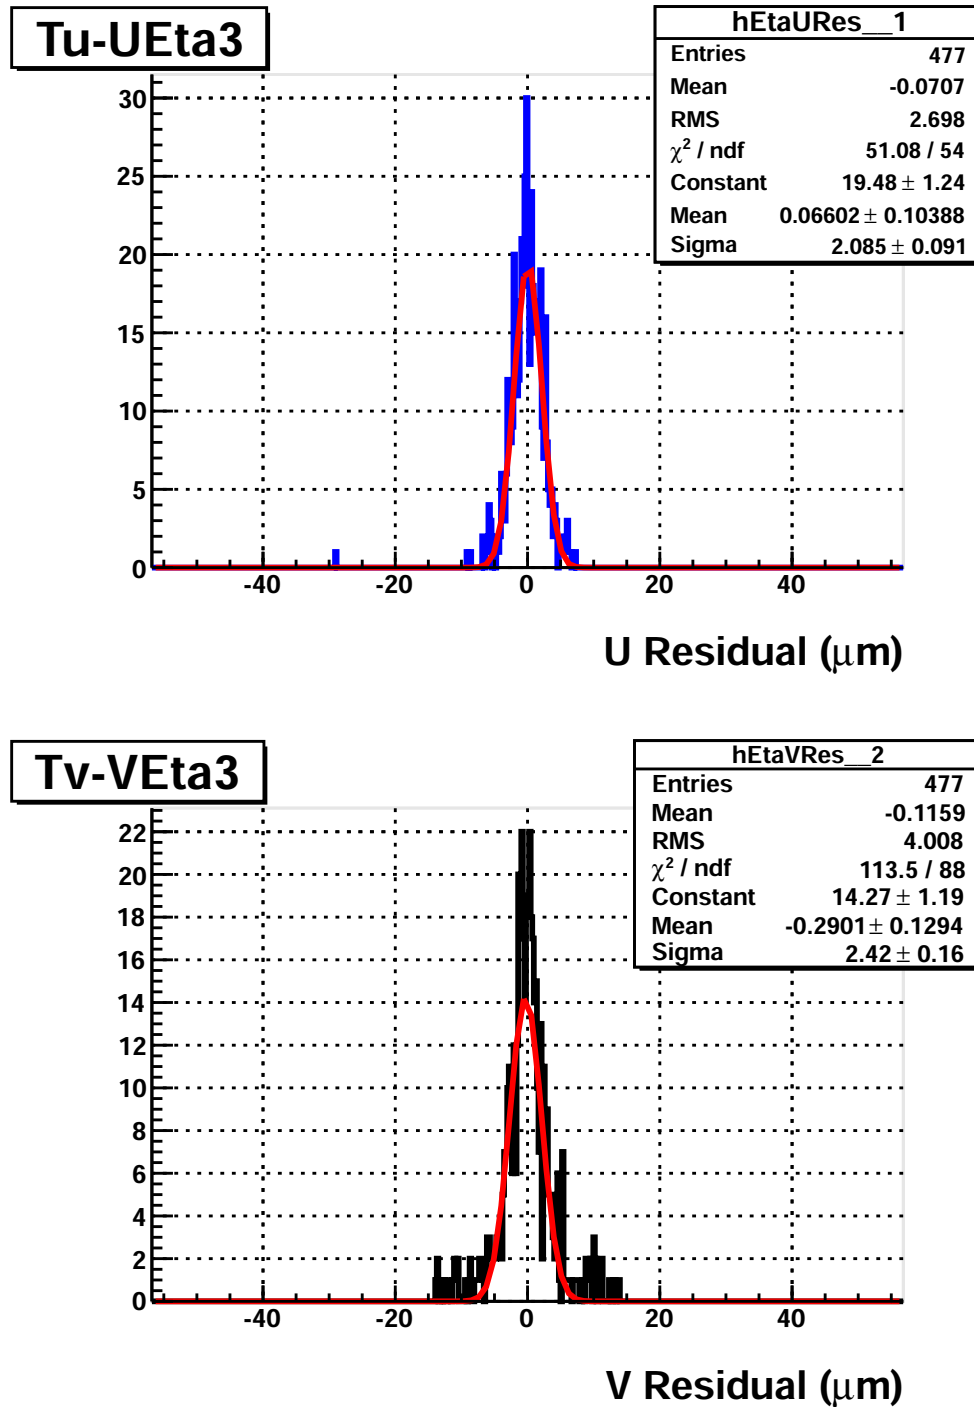 Tu-UEta3
hEtaURes__1
Entries 477
Mean -0.0707
RMS 2.698
χ² / ndf 51.08 / 54
Constant 19.48 ± 1.24
Mean 0.06602 ± 0.10388
Sigma 2.085 ± 0.091
30
25
20
15
10
5
0
-40 -20 0 20 40
U Residual (μm)
Tv-VEta3
hEtaVRes__2
Entries 477
Mean -0.1159
RMS 4.008
χ² / ndf 113.5 / 88
Constant 14.27 ± 1.19
Mean -0.2901 ± 0.1294
Sigma 2.42 ± 0.16
22
20
18
16
14
12
10
8
6
4
2
0
-40 -20 0 20 40
V Residual (μm)